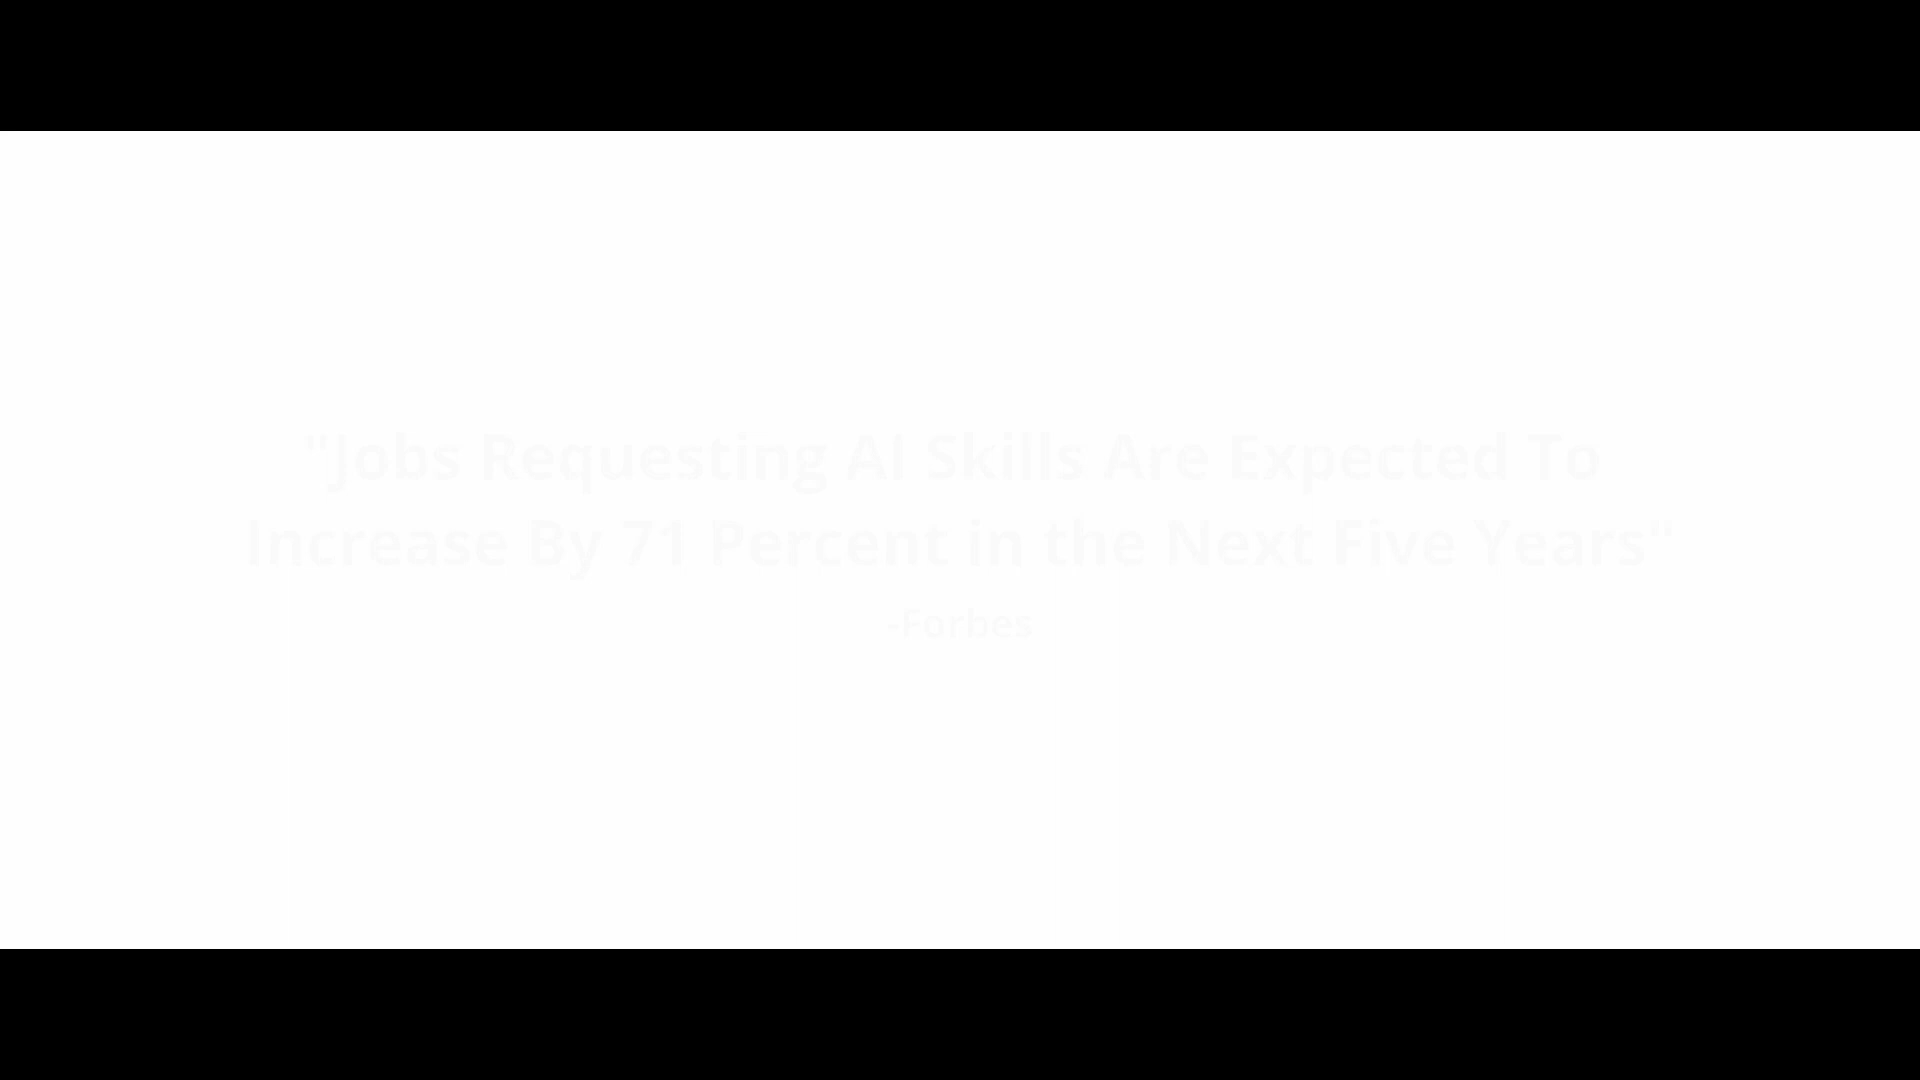 "Jobs Requesting AI Skills Are Expected To
Increase By 71 Percent in the Next Five Years"
-Forbes